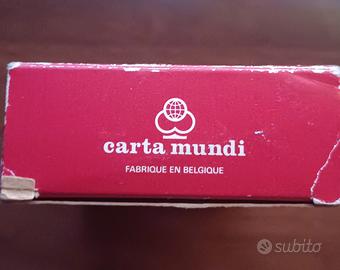 carta mundi
FABRIQUE EN BELGIQUE
subito